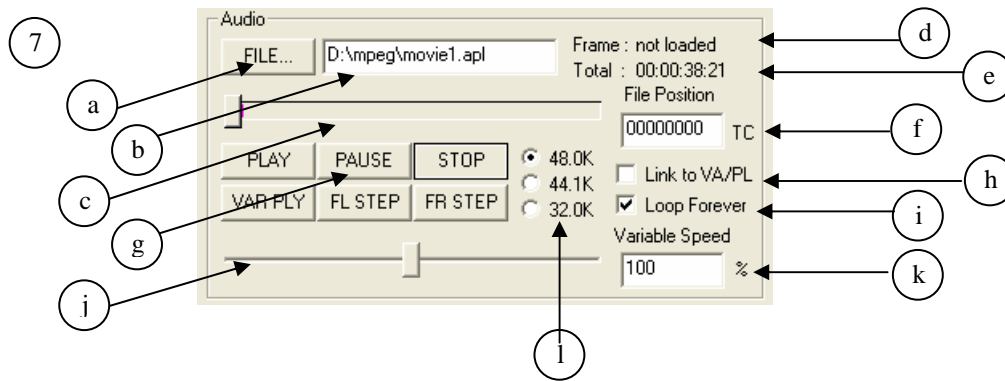 7
Audio
FILE... D:\mpeg\movie1.apl Frame : not loaded d
Total : 00:00:38:21 e
a
File Position
b 00000000 TC f
PLAY PAUSE STOP 48.0K Link to VA/PL h
c 44.1K
VAR PLY FL STEP FR STEP 32.0K Loop Forever i
g Variable Speed
j 100 % k
l